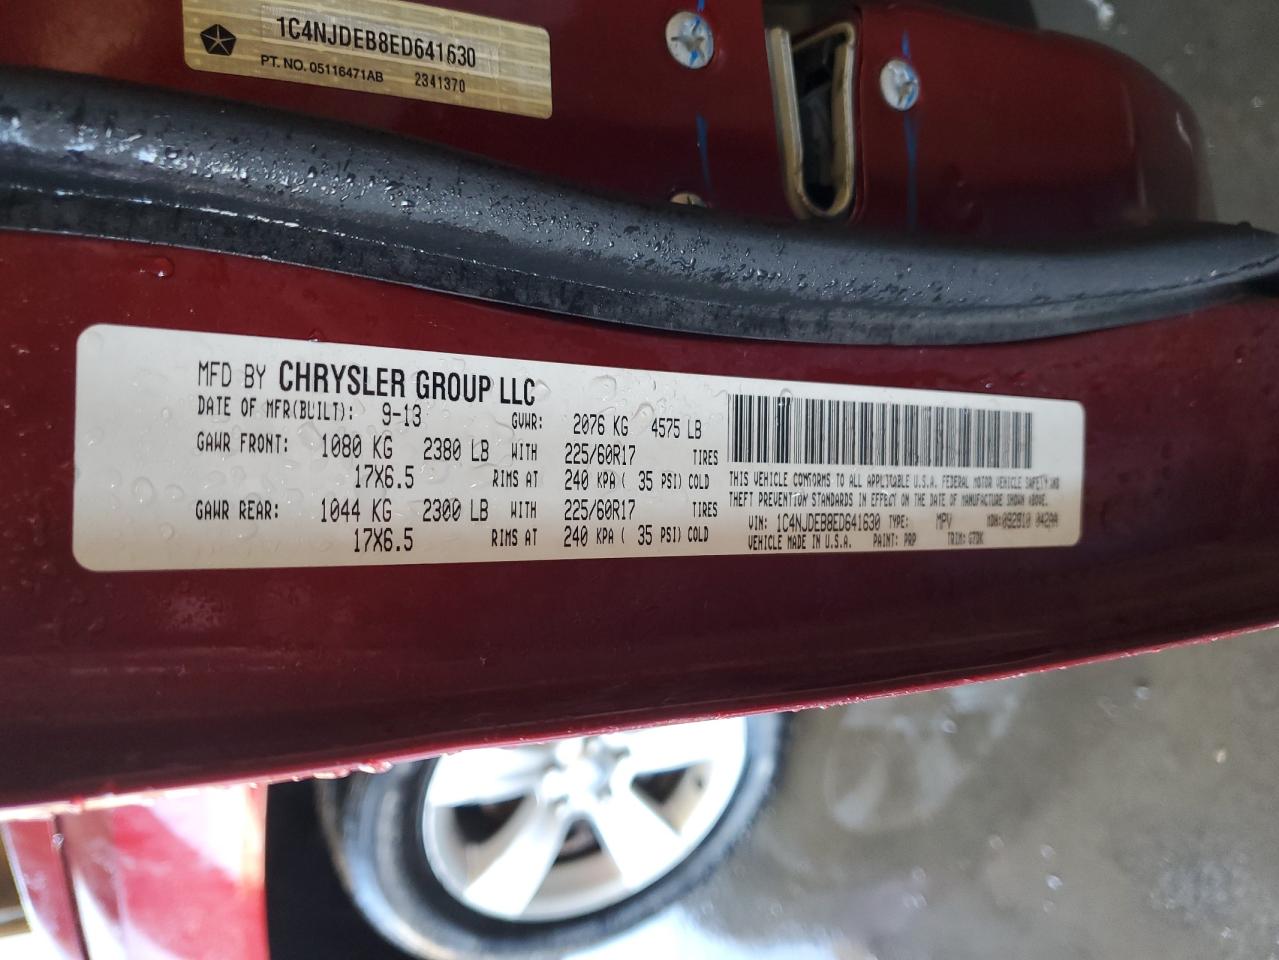 1C4NJDEB8ED641630
PT. NO. 05116471AB 2341370
MFD BY CHRYSLER GROUP LLC
DATE OF MFR(BUILT): 9-13 GVWR: 2076 KG 4575 LB
GAWR FRONT: 1080 KG 2380 LB WITH 225/60R17 TIRES
17X6.5 RIMS AT 240 KPA ( 35 PSI) COLD
GAWR REAR: 1044 KG 2300 LB WITH 225/60R17 TIRES
17X6.5 RIMS AT 240 KPA ( 35 PSI) COLD
THIS VEHICLE CONFORMS TO ALL APPLICABLE U.S.A. FEDERAL MOTOR VEHICLE SAFETY AND
THEFT PREVENTION STANDARDS IN EFFECT ON THE DATE OF MANUFACTURE SHOWN ABOVE.
VIN: 1C4NJDEB8ED641630 TYPE: MPV MDH:
VEHICLE MADE IN U.S.A. PAINT: PRP TRIM: